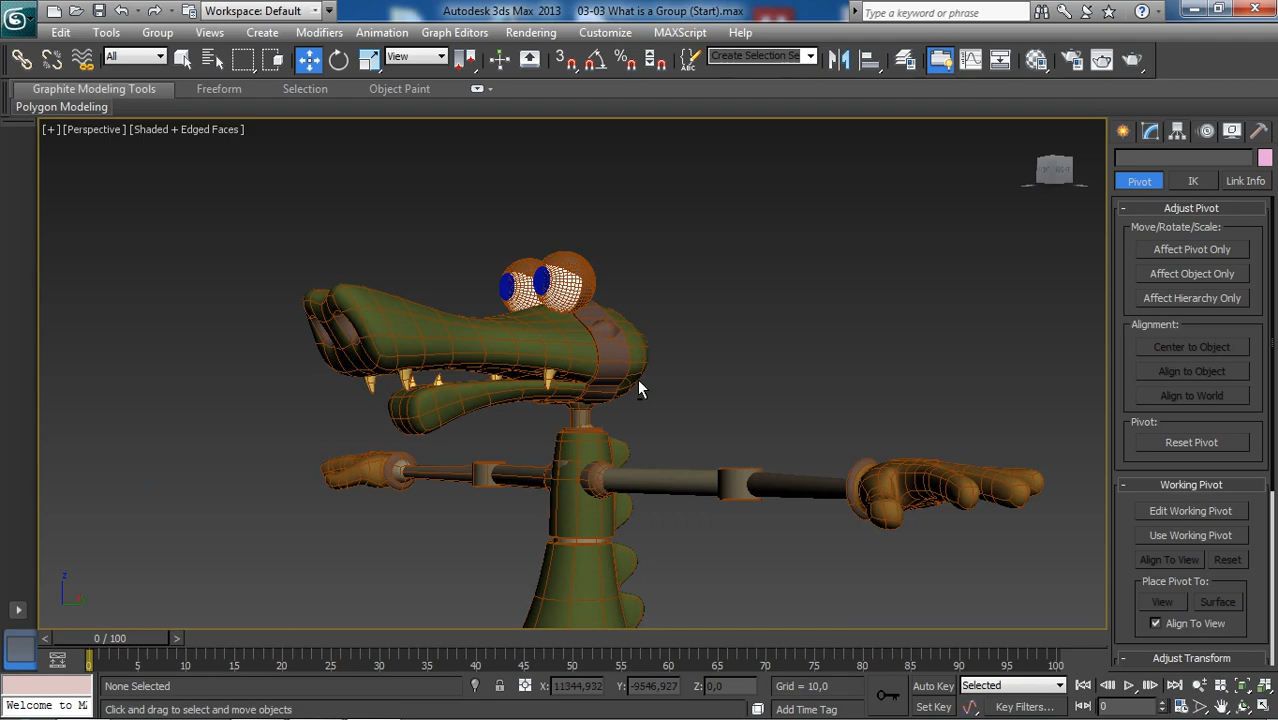 Workspace: Default
Autodesk 3ds Max 2013
03-03 What is a Group (Start).max
Type a keyword or phrase
Edit
Tools
Group
Views
Create
Modifiers
Animation
Graph Editors
Rendering
Customize
MAXScript
Help
All
View
3
Create Selection Se
Graphite Modeling Tools
Freeform
Selection
Object Paint
Polygon Modeling
[+] [Perspective] [Shaded + Edged Faces]
Pivot
IK
Link Info
- Adjust Pivot
Move/Rotate/Scale:
Affect Pivot Only
Affect Object Only
Affect Hierarchy Only
Alignment:
Center to Object
Align to Object
Align to World
Pivot:
Reset Pivot
- Working Pivot
Edit Working Pivot
Use Working Pivot
Align To View
Reset
Place Pivot To:
View
Surface
Align To View
- Adjust Transform
z
< 0 / 100 >
0 5 10 15 20 25 30 35 40 45 50 55 60 65 70 75 80 85 90 95 100
None Selected
X: 11344,932
Y: -9546,927
Z: 0,0
Grid = 10,0
Auto Key
Selected
Welcome to M
Click and drag to select and move objects
Add Time Tag
Set Key
Key Filters...
0